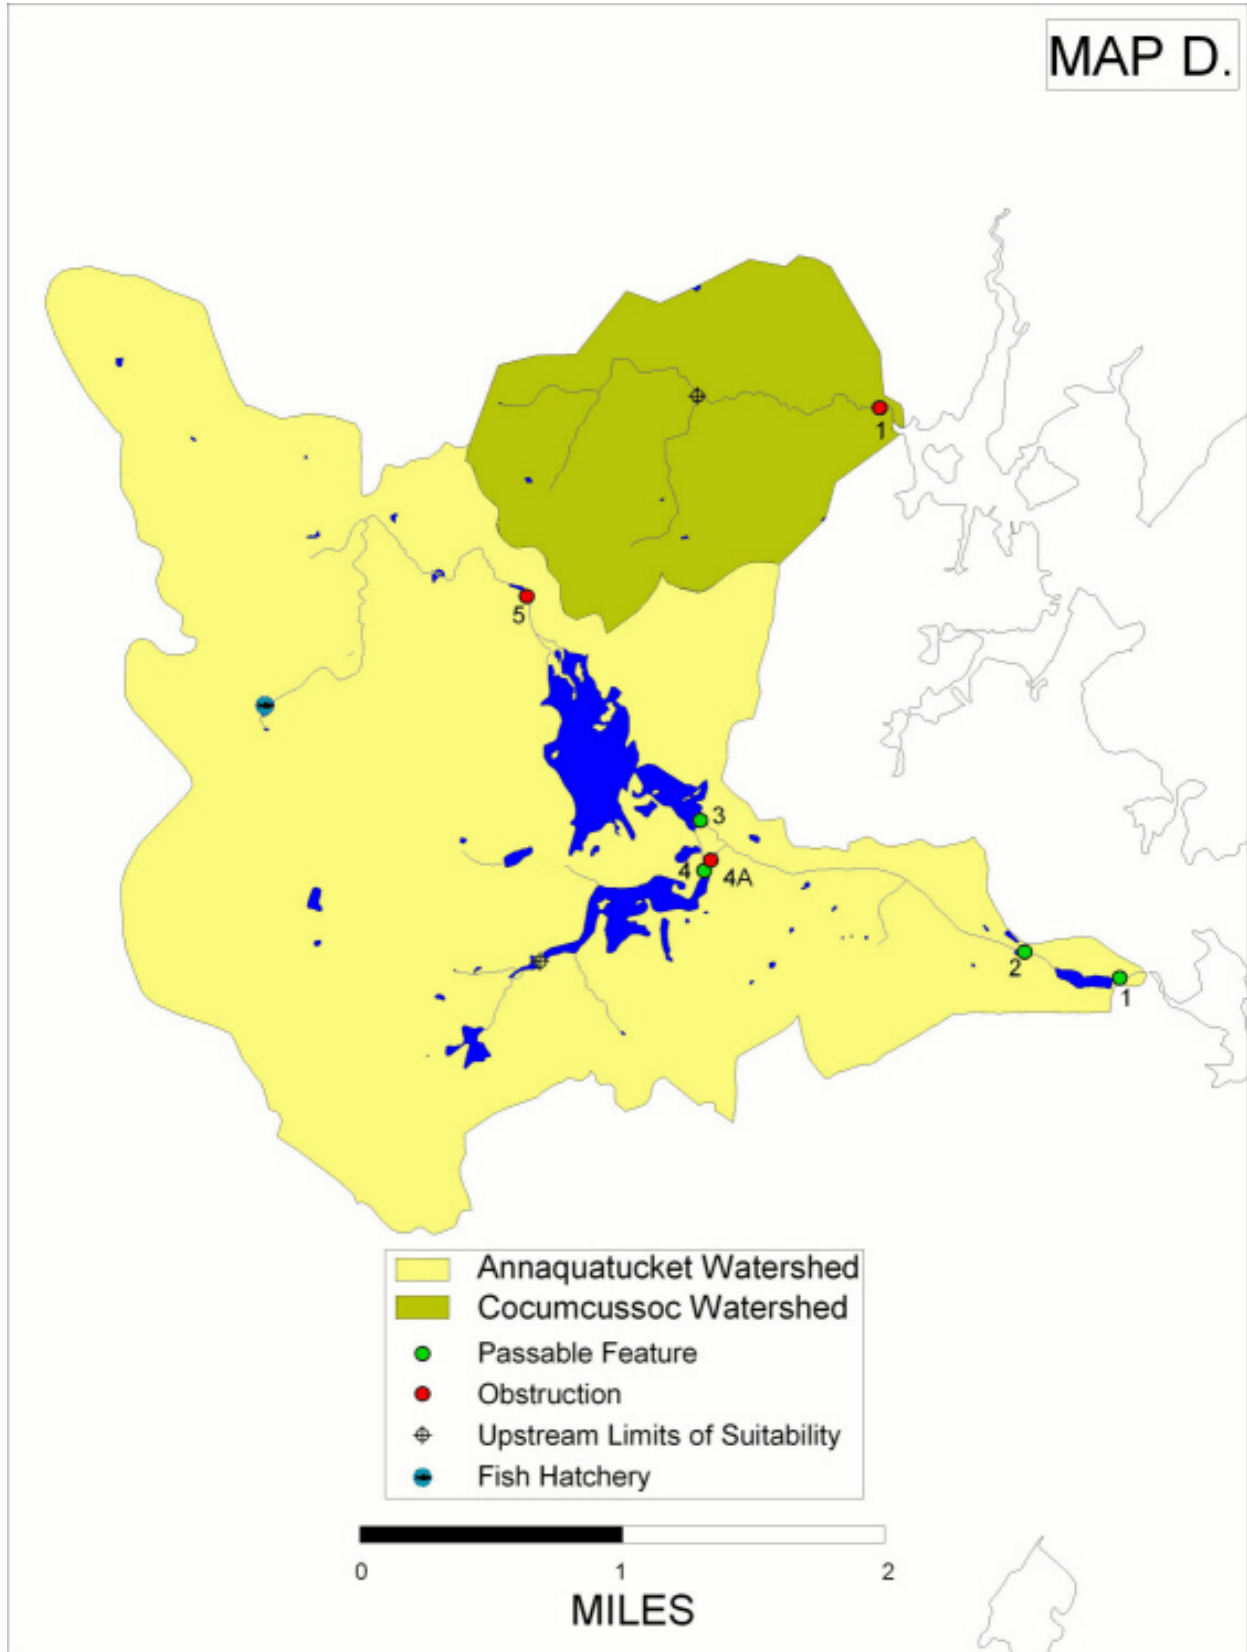 MAP D.
1
5
3
4
4A
2
1
Annaquatucket Watershed
Cocumcussoc Watershed
Passable Feature
Obstruction
Upstream Limits of Suitability
Fish Hatchery
0 1 2
MILES